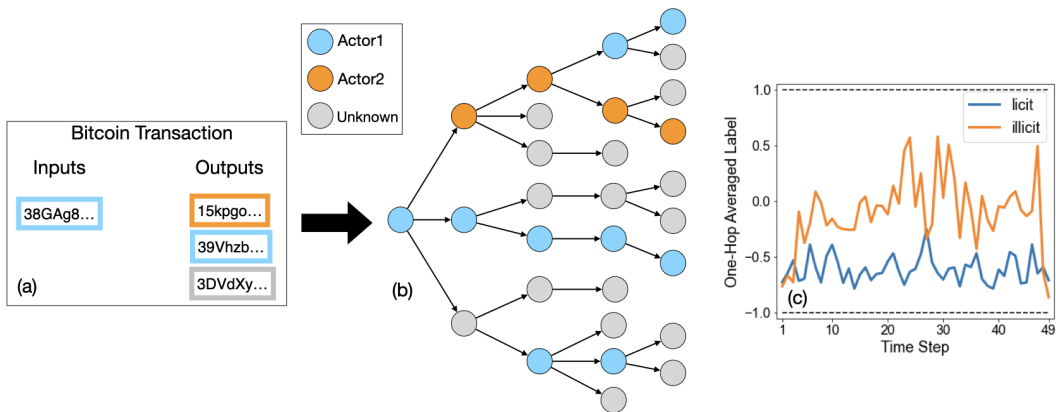 Bitcoin Transaction
Inputs
Outputs
38GAg8...
15kpgo...
39Vhzb...
3DVdXy...
(a)
Actor1
Actor2
Unknown
(b)
1.0
0.5
0.0
−0.5
−1.0
One-Hop Averaged Label
licit
illicit
(c)
1
10
20
30
40
49
Time Step